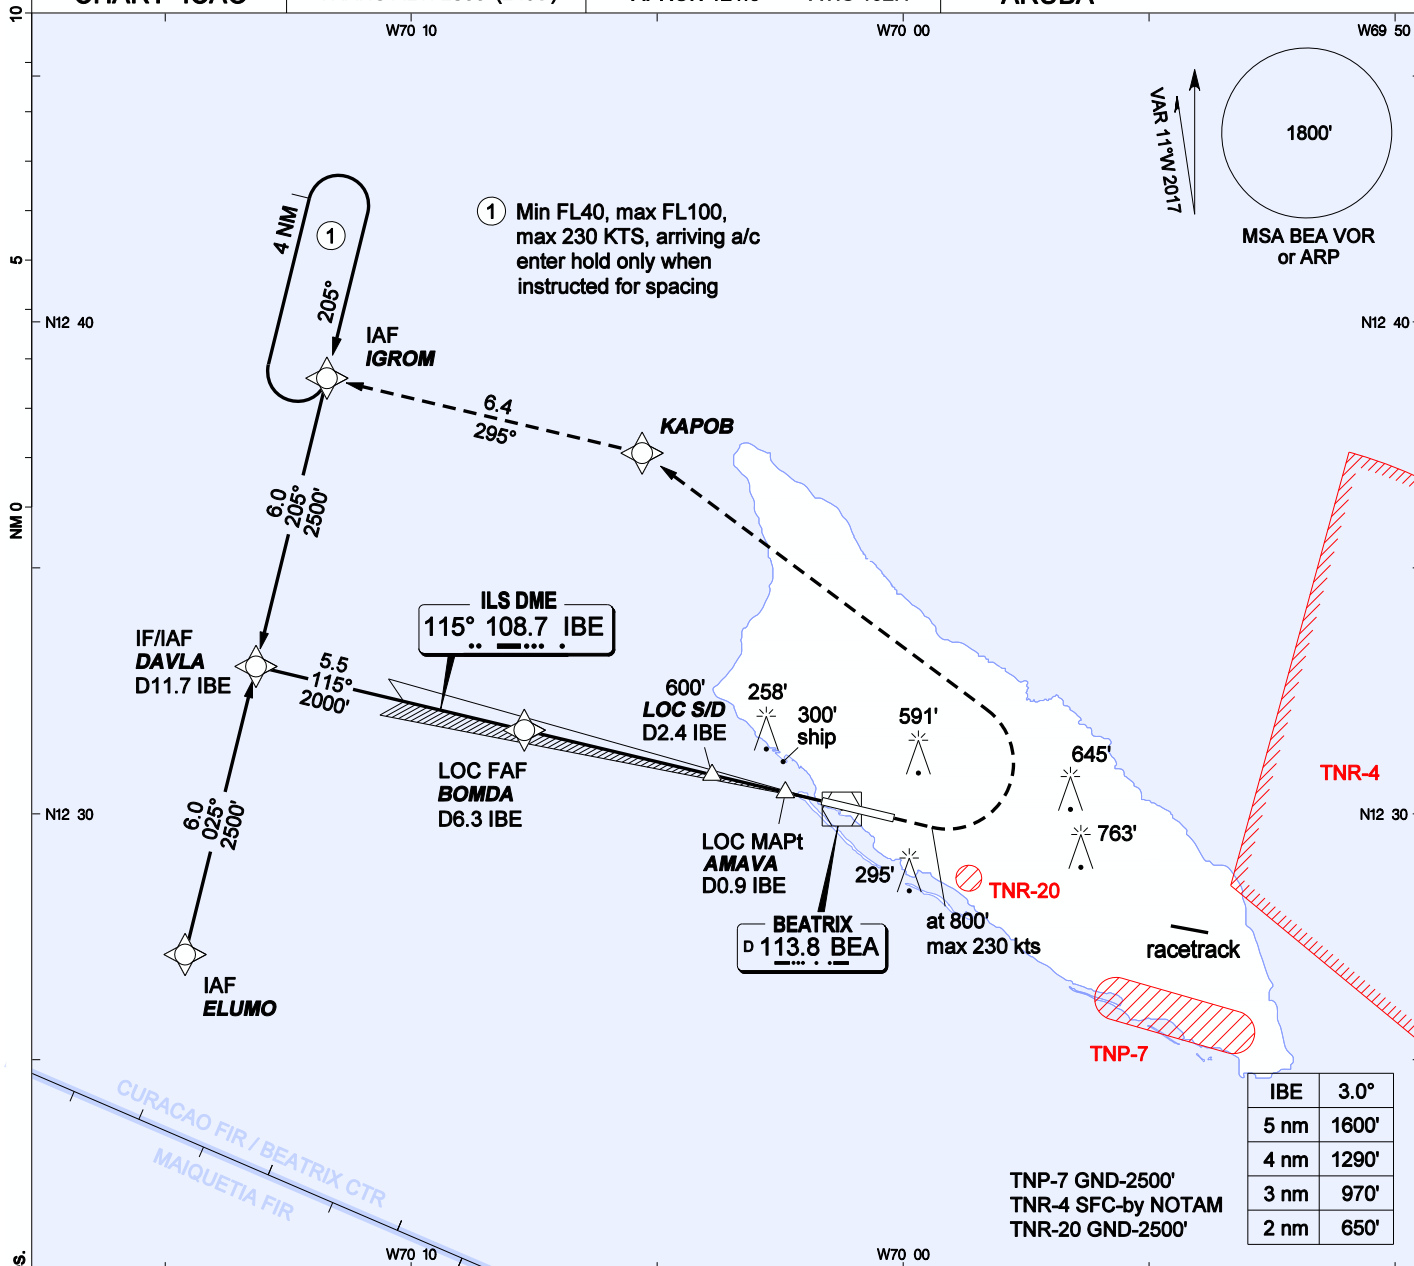 ARUBA
10
W70 10
W70 00
W69 50
VAR 11°W 2017
1800'
MSA BEA VOR
or ARP
4 NM
1
205°
1 Min FL40, max FL100,
max 230 KTS, arriving a/c
enter hold only when
instructed for spacing
5
N12 40
N12 40
IAF
IGROM
6.4
295°
KAPOB
6.0
205°
2500'
NM 0
ILS DME
115° 108.7 IBE
IF/IAF
DAVLA
D11.7 IBE
5.5
115°
2000'
600'
LOC S/D
D2.4 IBE
258'
300'
ship
591'
645'
763'
TNR-4
LOC FAF
BOMDA
D6.3 IBE
6.0
025°
2500'
N12 30
N12 30
LOC MAPt
AMAVA
D0.9 IBE
295'
TNR-20
BEATRIX
D 113.8 BEA
at 800'
max 230 kts
racetrack
IAF
ELUMO
TNP-7
CURACAO FIR / BEATRIX CTR
MAIQUETIA FIR
IBE 3.0°
5 nm 1600'
4 nm 1290'
3 nm 970'
2 nm 650'
TNP-7 GND-2500'
TNR-4 SFC-by NOTAM
TNR-20 GND-2500'
W70 10
W70 00
s.